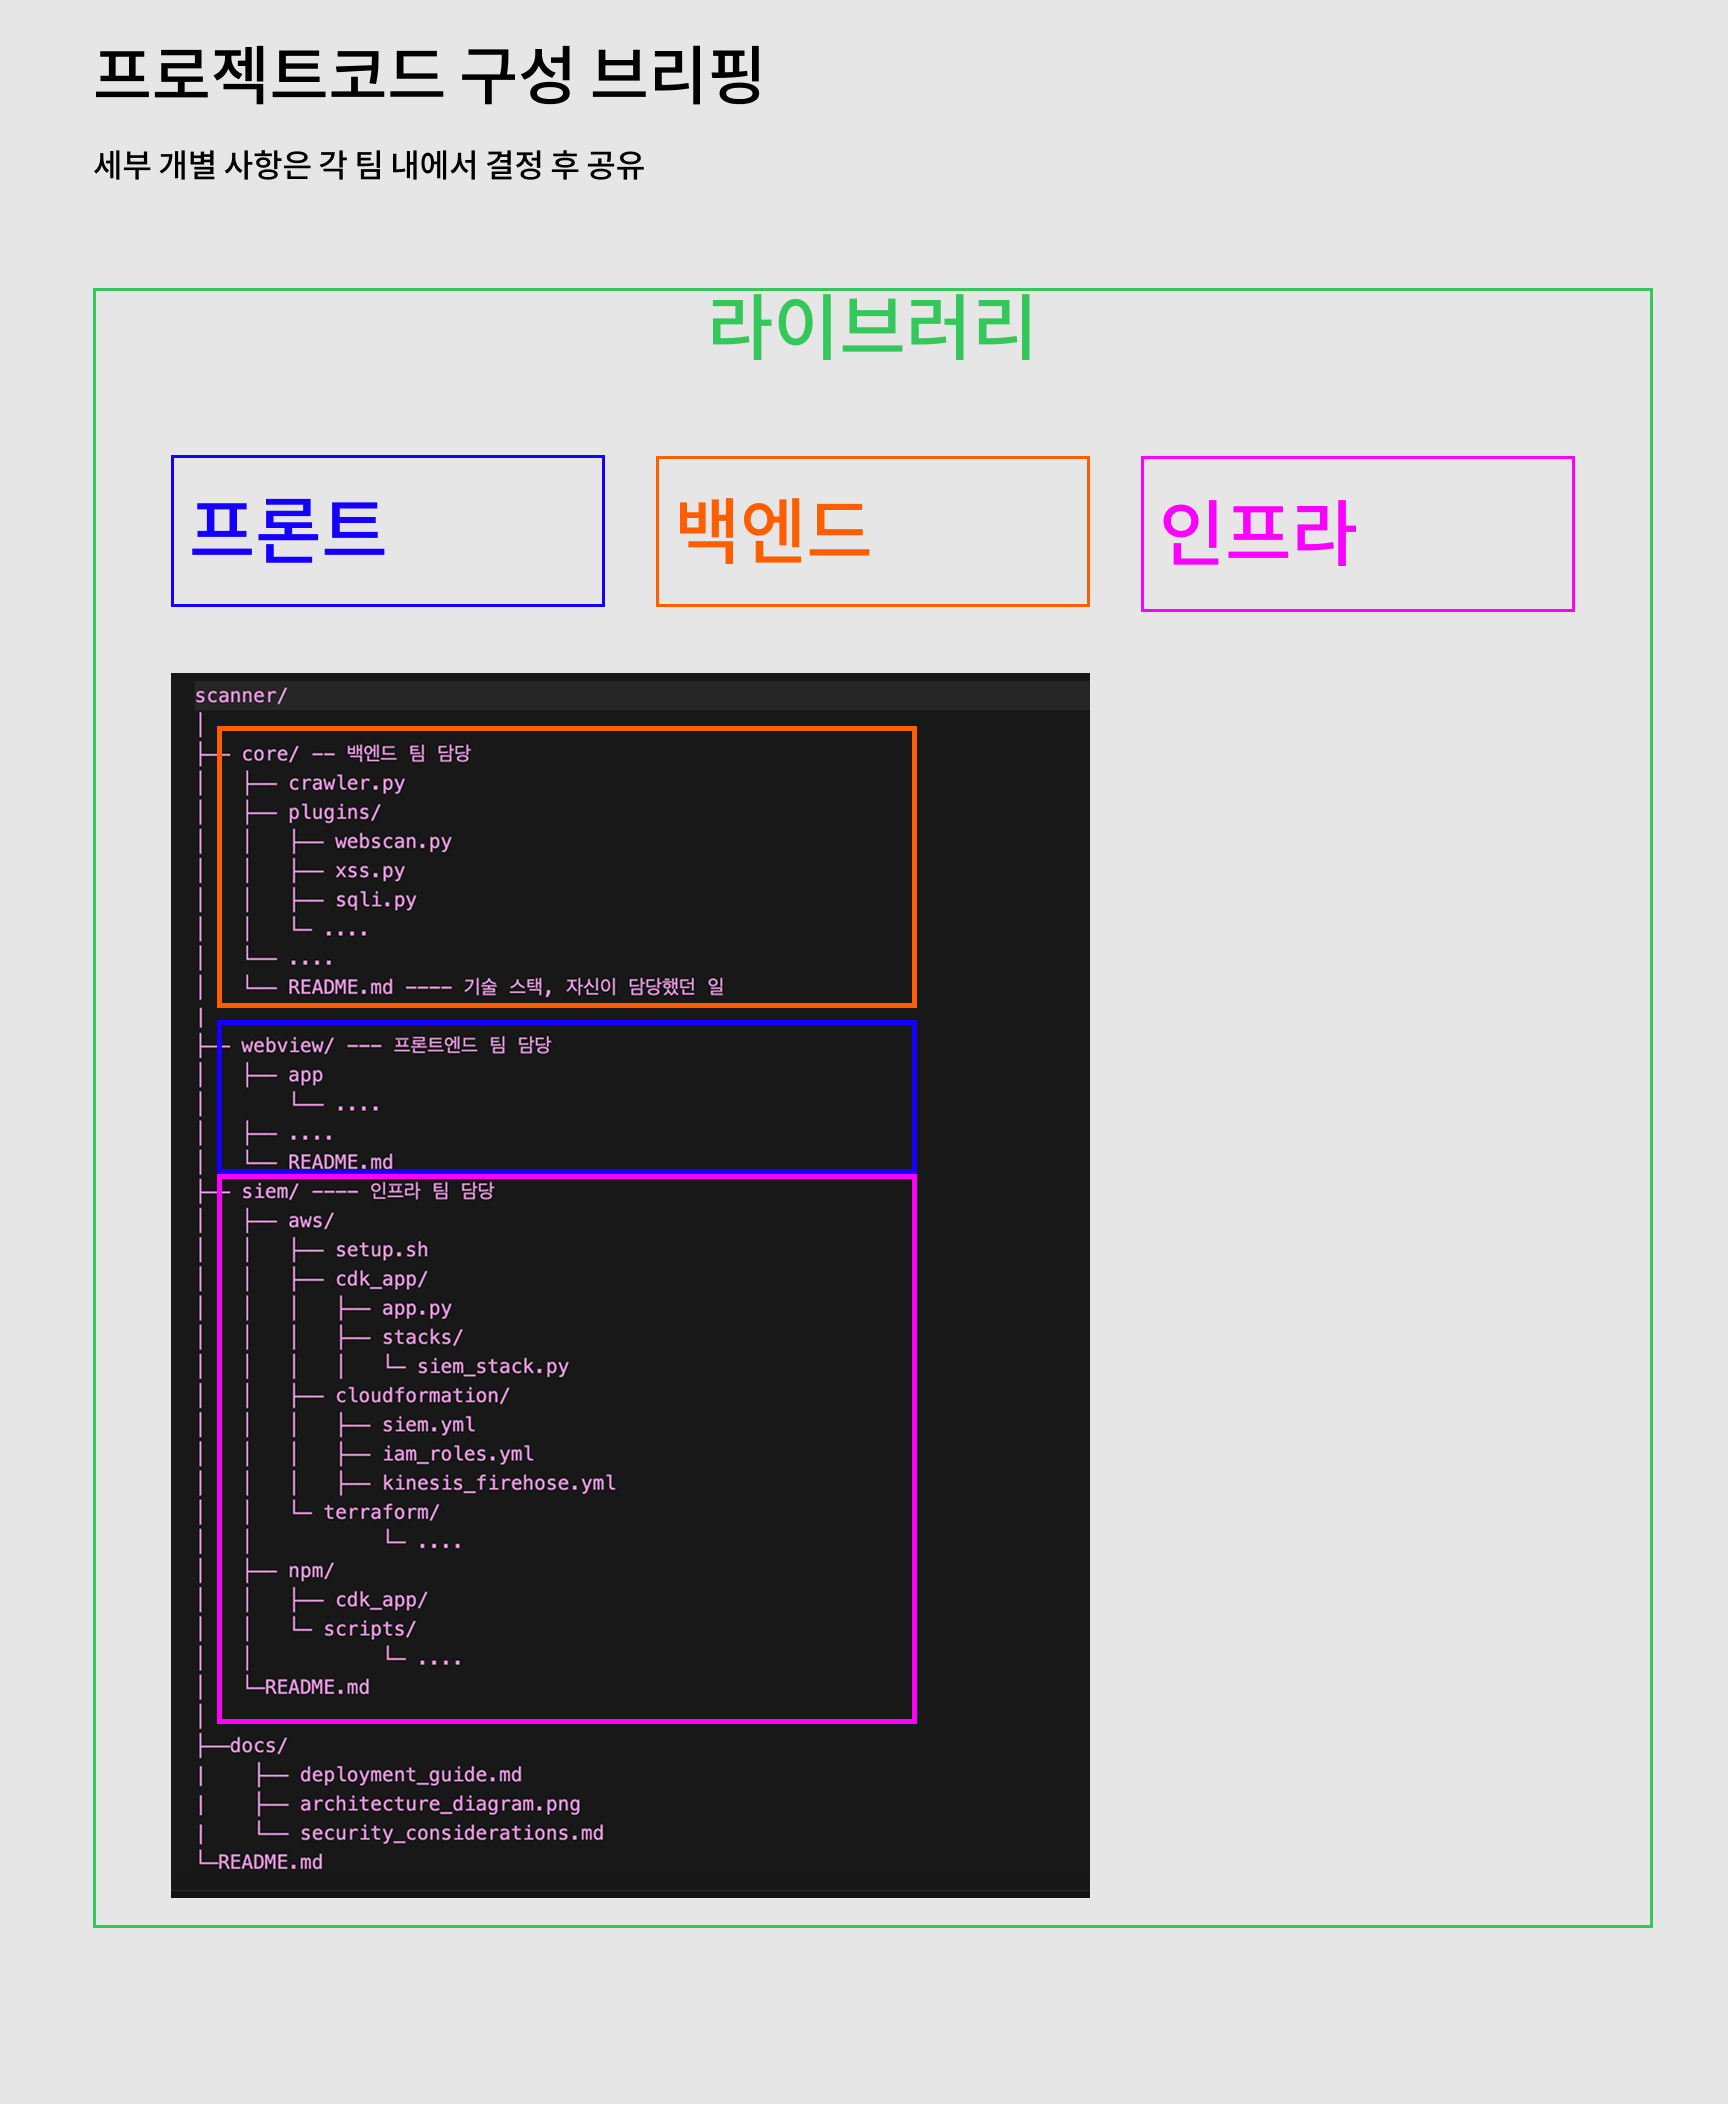 프로젝트코드 구성 브리핑
세부 개별 사항은 각 팀 내에서 결정 후 공유
라이브러리
프론트
백엔드
인프라
scanner/
│
├── core/ -- 백엔드 팀 담당
│   ├── crawler.py
│   ├── plugins/
│   │   ├── webscan.py
│   │   ├── xss.py
│   │   ├── sqli.py
│   │   └─ ....
│   └── ....
│   └── README.md ---- 기술 스택, 자신이 담당했던 일
|
├── webview/ --- 프론트엔드 팀 담당
│   ├── app
│       └── ....
│   ├── ....
│   └── README.md
├── siem/ ---- 인프라 팀 담당
│   ├── aws/
│   │   ├── setup.sh
│   │   ├── cdk_app/
│   │   │   ├── app.py
│   │   │   ├── stacks/
│   │   │   │   └─ siem_stack.py
│   │   ├── cloudformation/
│   │   │   ├── siem.yml
│   │   │   ├── iam_roles.yml
│   │   │   ├── kinesis_firehose.yml
│   │   └─ terraform/
│   │           └─ ....
│   ├── npm/
│   │   ├── cdk_app/
│   │   └─ scripts/
│   │           └─ ....
│   └─README.md
│
├──docs/
|    ├── deployment_guide.md
|    ├── architecture_diagram.png
|    └── security_considerations.md
└─README.md